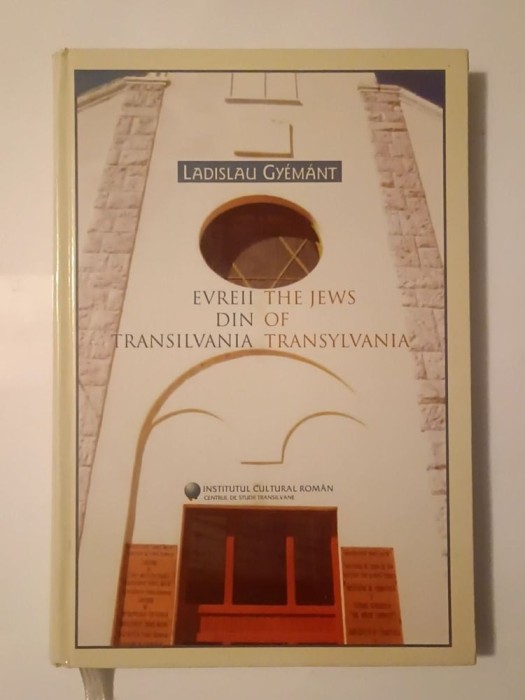 LADISLAU GYÉMÁNT
EVREII THE JEWS
DIN OF
TRANSILVANIA TRANSYLVANIA
INSTITUTUL CULTURAL ROMÂN
CENTRUL DE STUDII TRANSILVANE